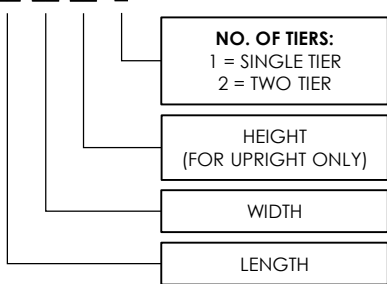 NO. OF TIERS:
1 = SINGLE TIER
2 = TWO TIER
HEIGHT
(FOR UPRIGHT ONLY)
WIDTH
LENGTH